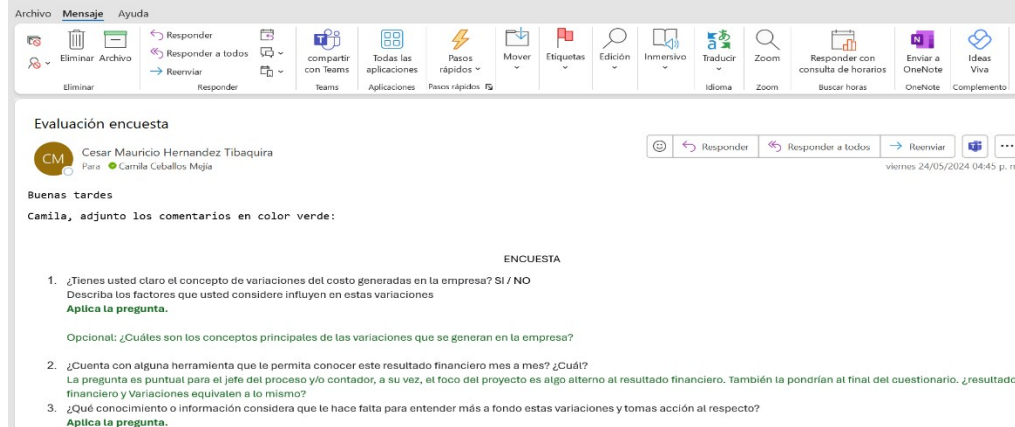 Archivo Mensaje Ayuda
Eliminar Archivo
Responder
Responder a todos
Reenviar
compartir con Teams
Todas las aplicaciones
Pasos rápidos
Mover
Etiquetas
Edición
Inmersivo
Traducir
Zoom
Responder con consulta de horarios
Enviar a OneNote
Ideas Viva
Eliminar Responder Teams Aplicaciones Pasos rápidos Idioma Zoom Buscar horas OneNote Complemento
Evaluación encuesta
CM
Cesar Mauricio Hernandez Tibaquira
Para Camila Ceballos Mejía
Responder Responder a todos Reenviar
viernes 24/05/2024 04:45 p. m
Buenas tardes
Camila, adjunto los comentarios en color verde:
ENCUESTA
1. ¿Tienes usted claro el concepto de variaciones del costo generadas en la empresa? SI / NO
Describa los factores que usted considere influyen en estas variaciones
Aplica la pregunta.
Opcional: ¿Cuáles son los conceptos principales de las variaciones que se generan en la empresa?
2. ¿Cuenta con alguna herramienta que le permita conocer este resultado financiero mes a mes? ¿Cuál?
La pregunta es puntual para el jefe del proceso y/o contador, a su vez, el foco del proyecto es algo alterno al resultado financiero. También la pondrían al final del cuestionario. ¿resultado
financiero y Variaciones equivalen a lo mismo?
3. ¿Qué conocimiento o información considera que le hace falta para entender más a fondo estas variaciones y tomas acción al respecto?
Aplica la pregunta.